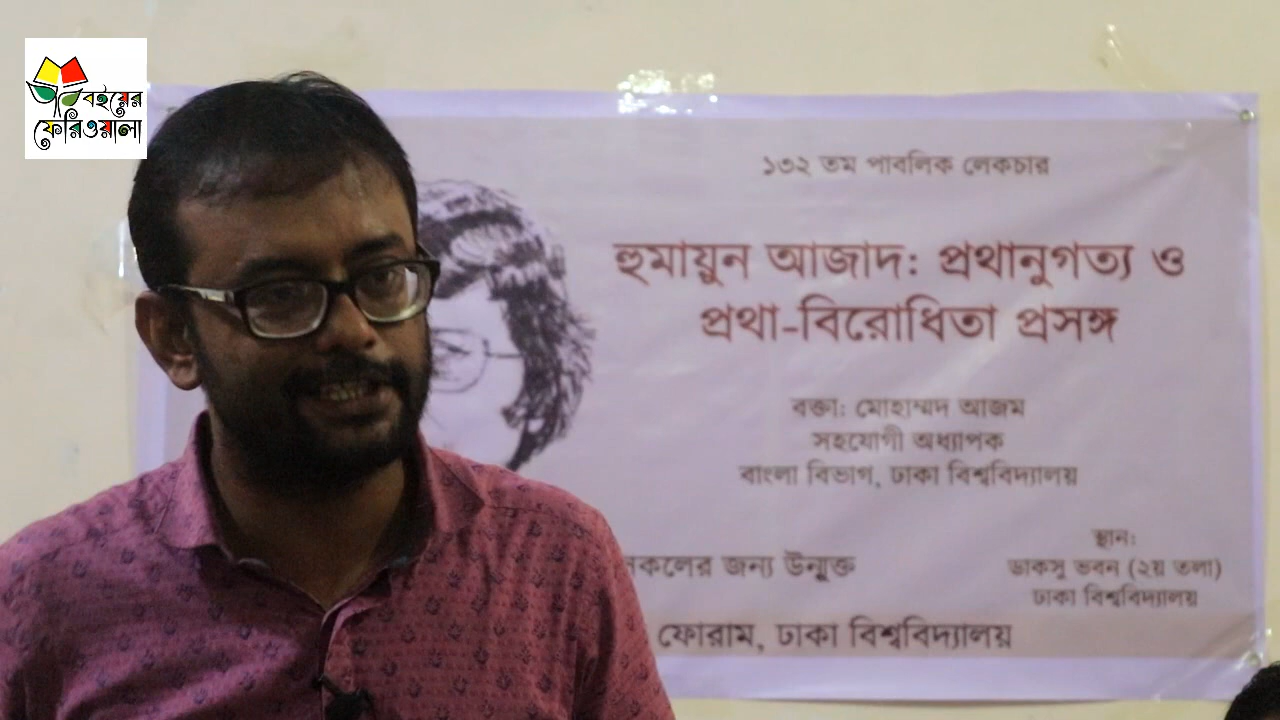 বইয়ের
ফেরিওয়ালা
১৩২ তম পাবলিক লেকচার
হুমায়ুন আজাদ: প্রথানুগত্য ও
প্রথা-বিরোধিতা প্রসঙ্গ
বক্তা: মোহাম্মদ আজম
সহযোগী অধ্যাপক
বাংলা বিভাগ, ঢাকা বিশ্ববিদ্যালয়
স্থান:
কলের জন্য উন্মুক্ত
ডাকসু ভবন (২য় তলা)
ঢাকা বিশ্ববিদ্যালয়
ফোরাম, ঢাকা বিশ্ববিদ্যালয়